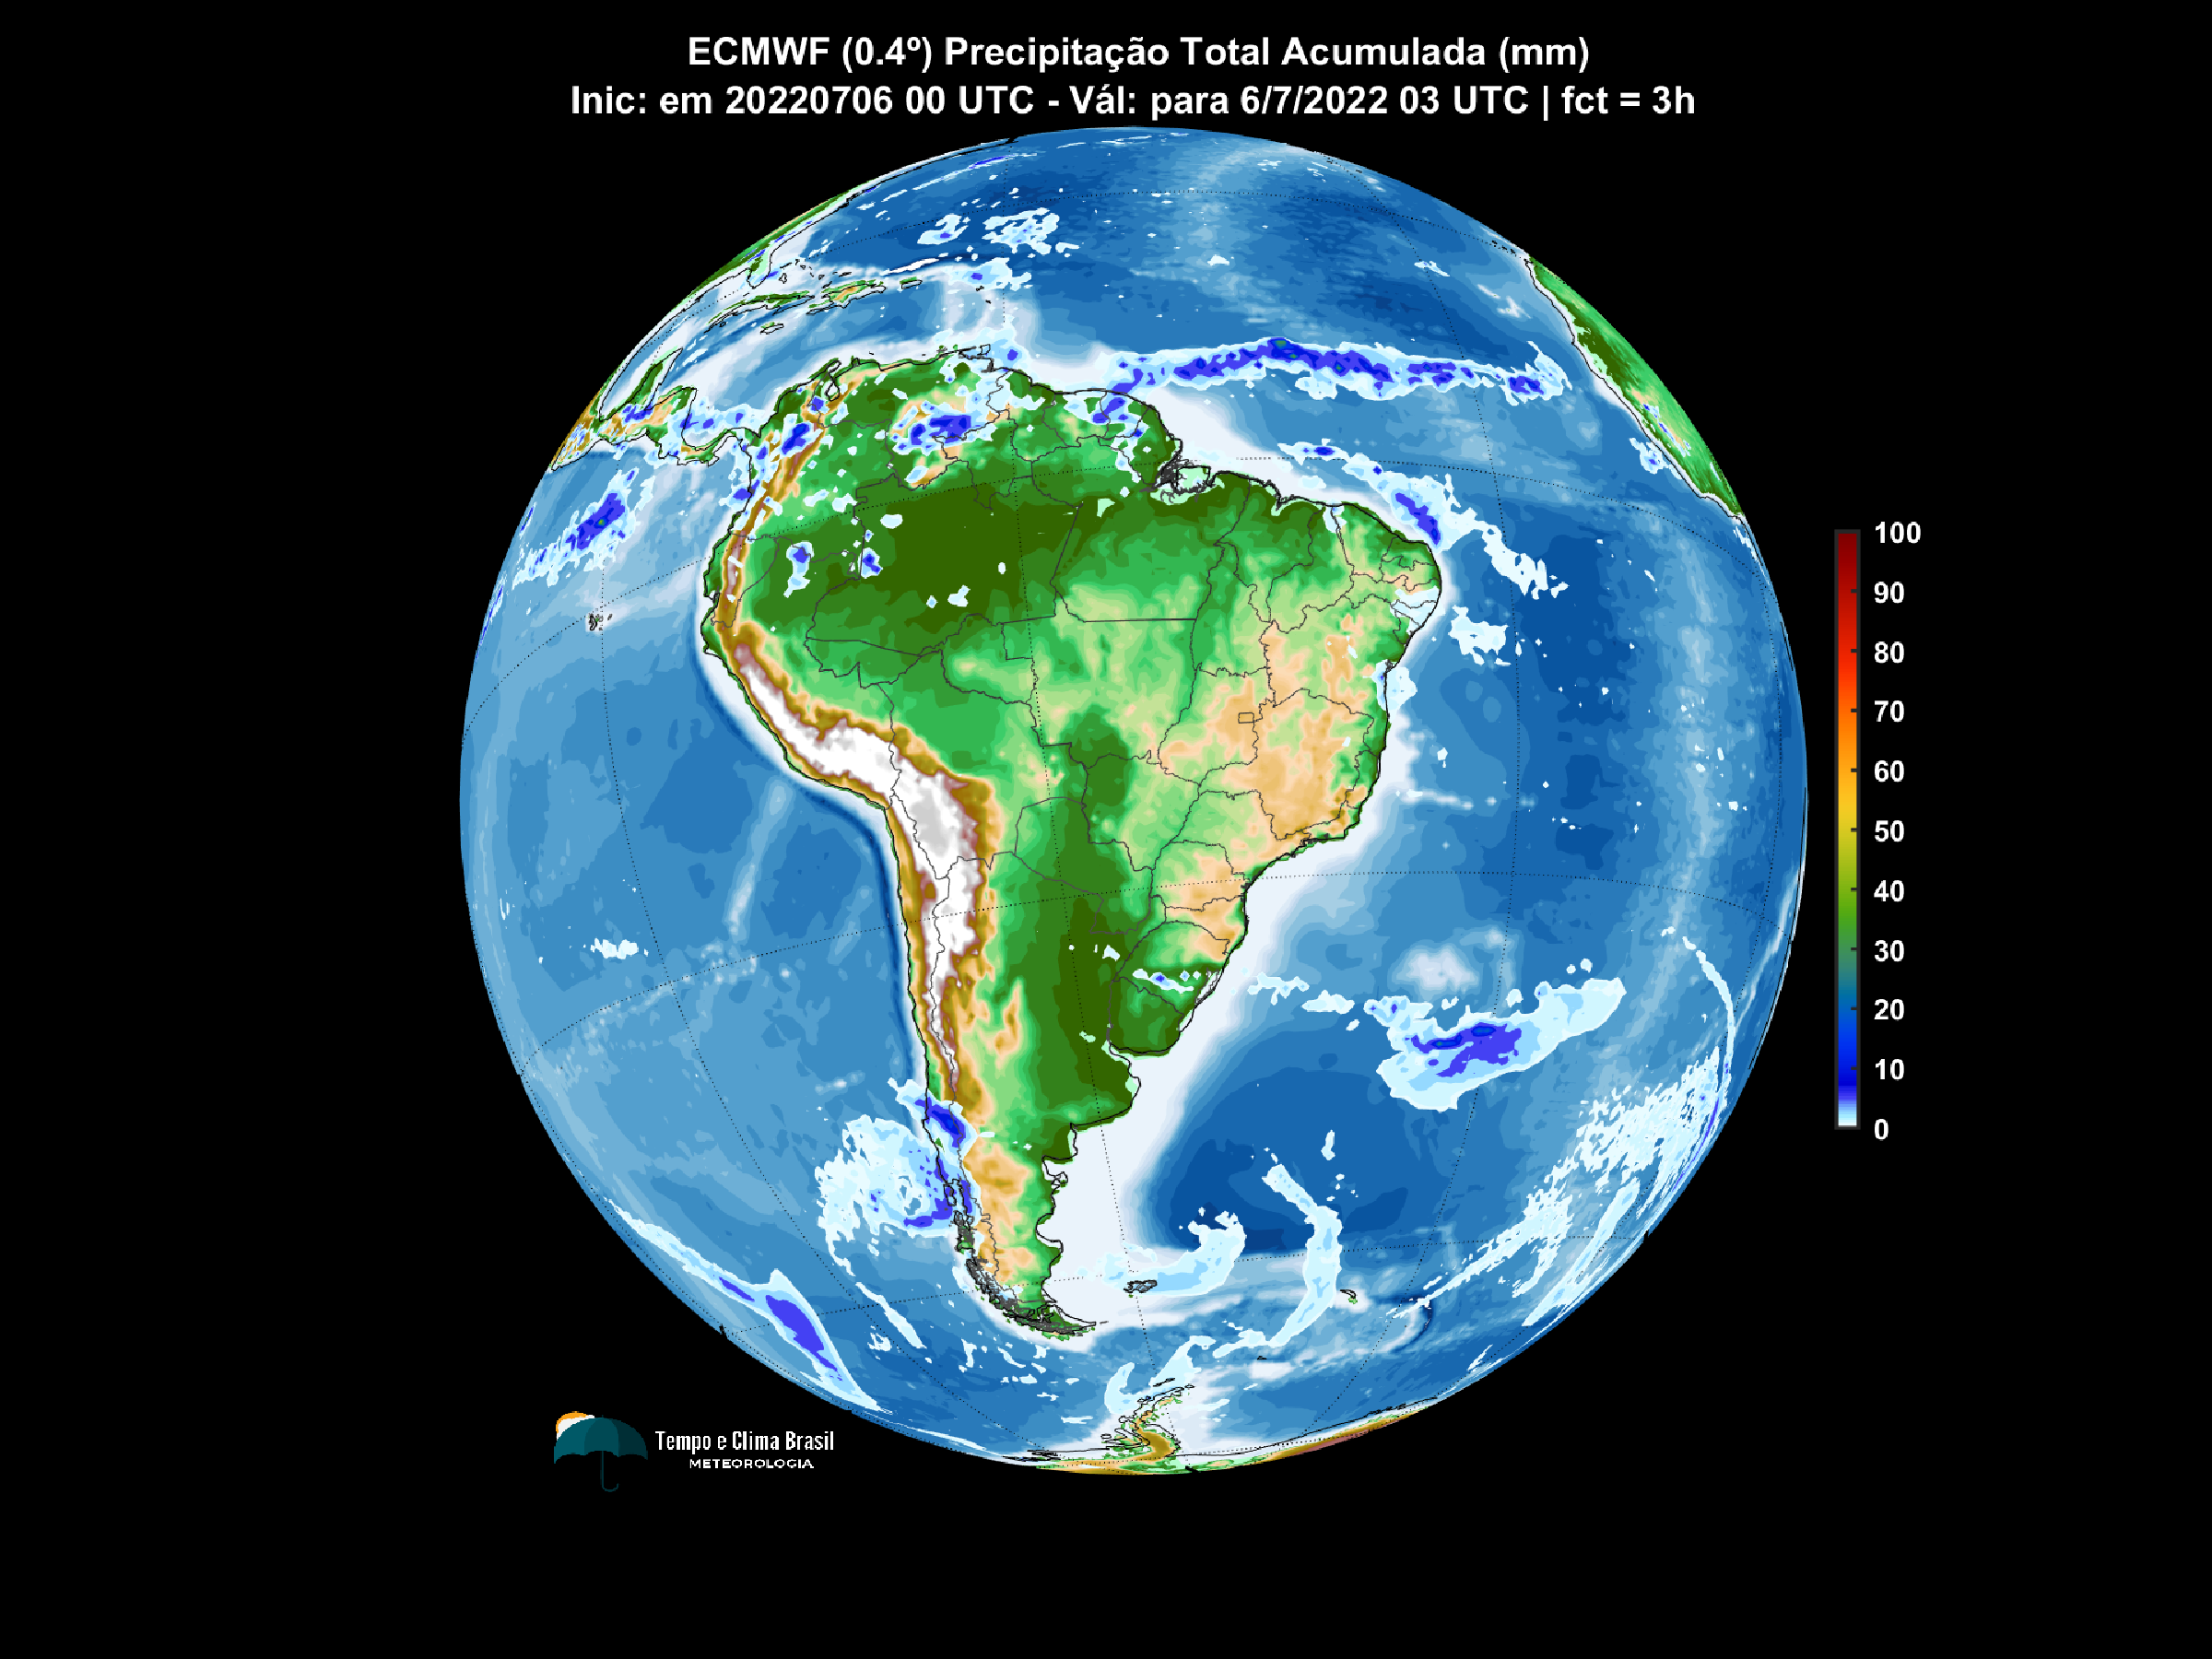 ECMWF (0.4º) Precipitação Total Acumulada (mm)
Inic: em 20220706 00 UTC - Vál: para 6/7/2022 03 UTC | fct = 3h
100
90
80
70
60
50
40
30
20
10
0
Tempo e Clima Brasil
METEOROLOGIA